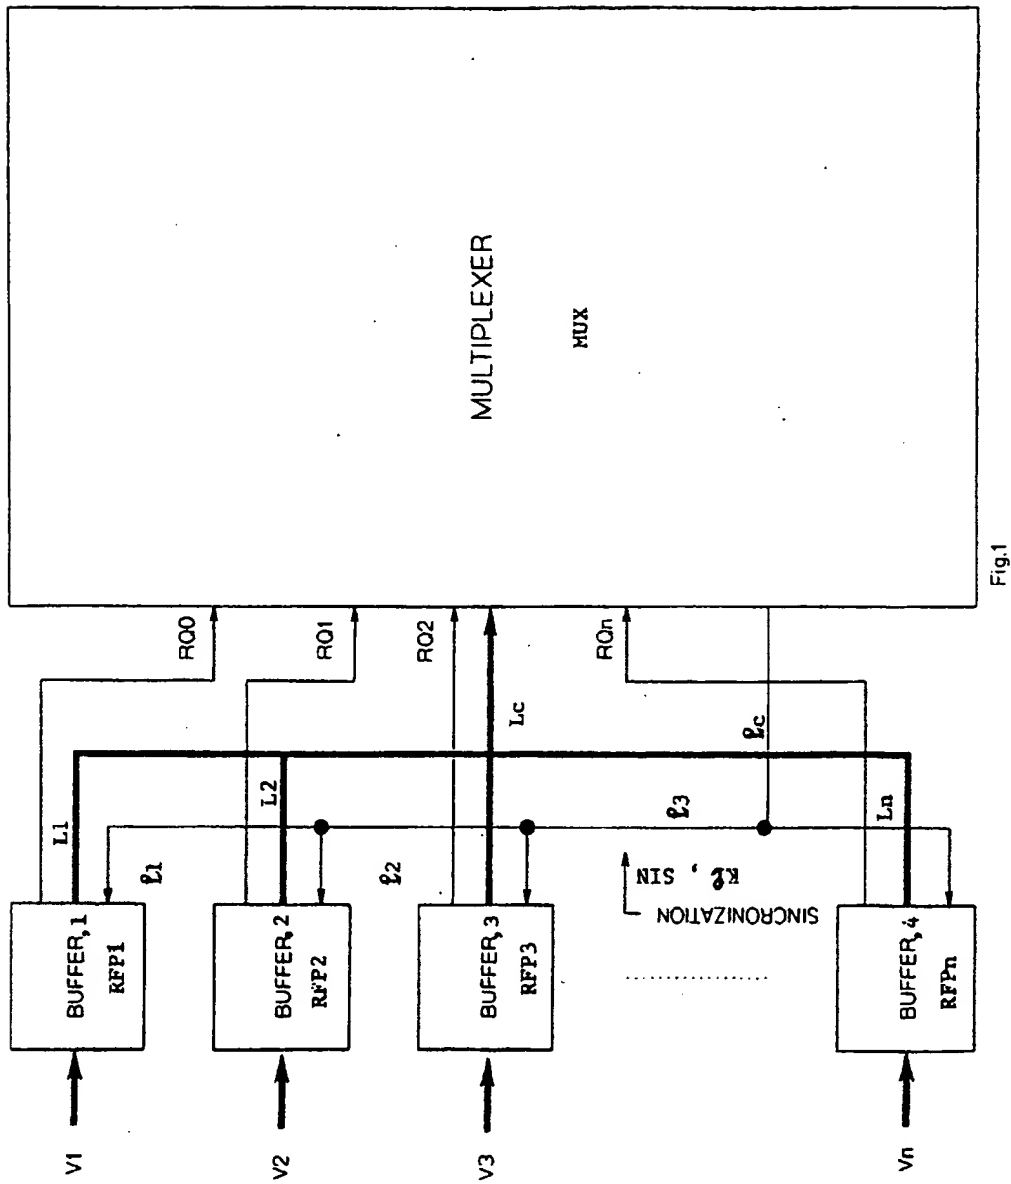 MULTIPLEXER
MUX
RQ0
RQ1
RQ2
RQn
L1
L2
Lc
Ln
ℓ1
ℓ2
ℓ3
ℓc
BUFFER,1
RFP1
BUFFER,2
RFP2
BUFFER,3
RFP3
BUFFER,4
RFPn
SINCRONIZATION
Kℓ, SIN
V1
V2
V3
Vn
Fig.1